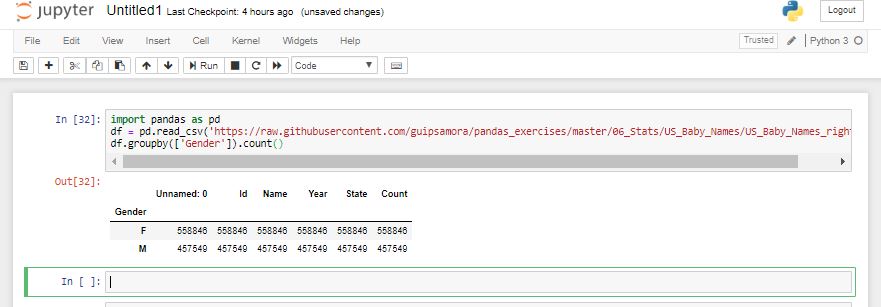 jupyter Untitled1 Last Checkpoint: 4 hours ago (unsaved changes) Logout
File Edit View Insert Cell Kernel Widgets Help Trusted Python 3
Run Code
In [32]: import pandas as pd
df = pd.read_csv('https://raw.githubusercontent.com/guipsamora/pandas_exercises/master/06_Stats/US_Baby_Names/US_Baby_Names_right
df.groupby(['Gender']).count()
Out[32]:
Unnamed: 0 Id Name Year State Count
Gender
F 558846 558846 558846 558846 558846 558846
M 457549 457549 457549 457549 457549 457549
In [ ]: